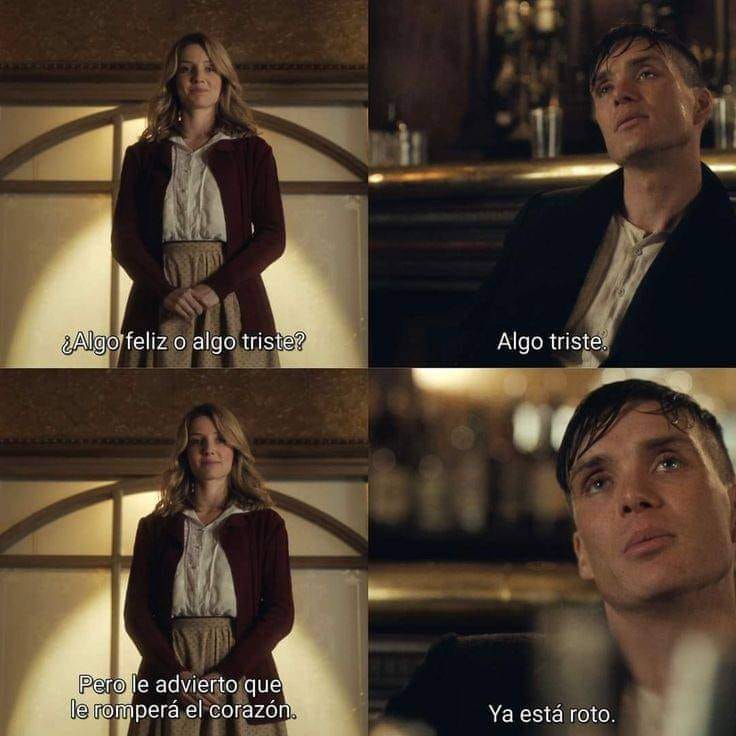 ¿Algo feliz o algo triste?
Algo triste.
Pero le advierto que
le romperá el corazón.
Ya está roto.